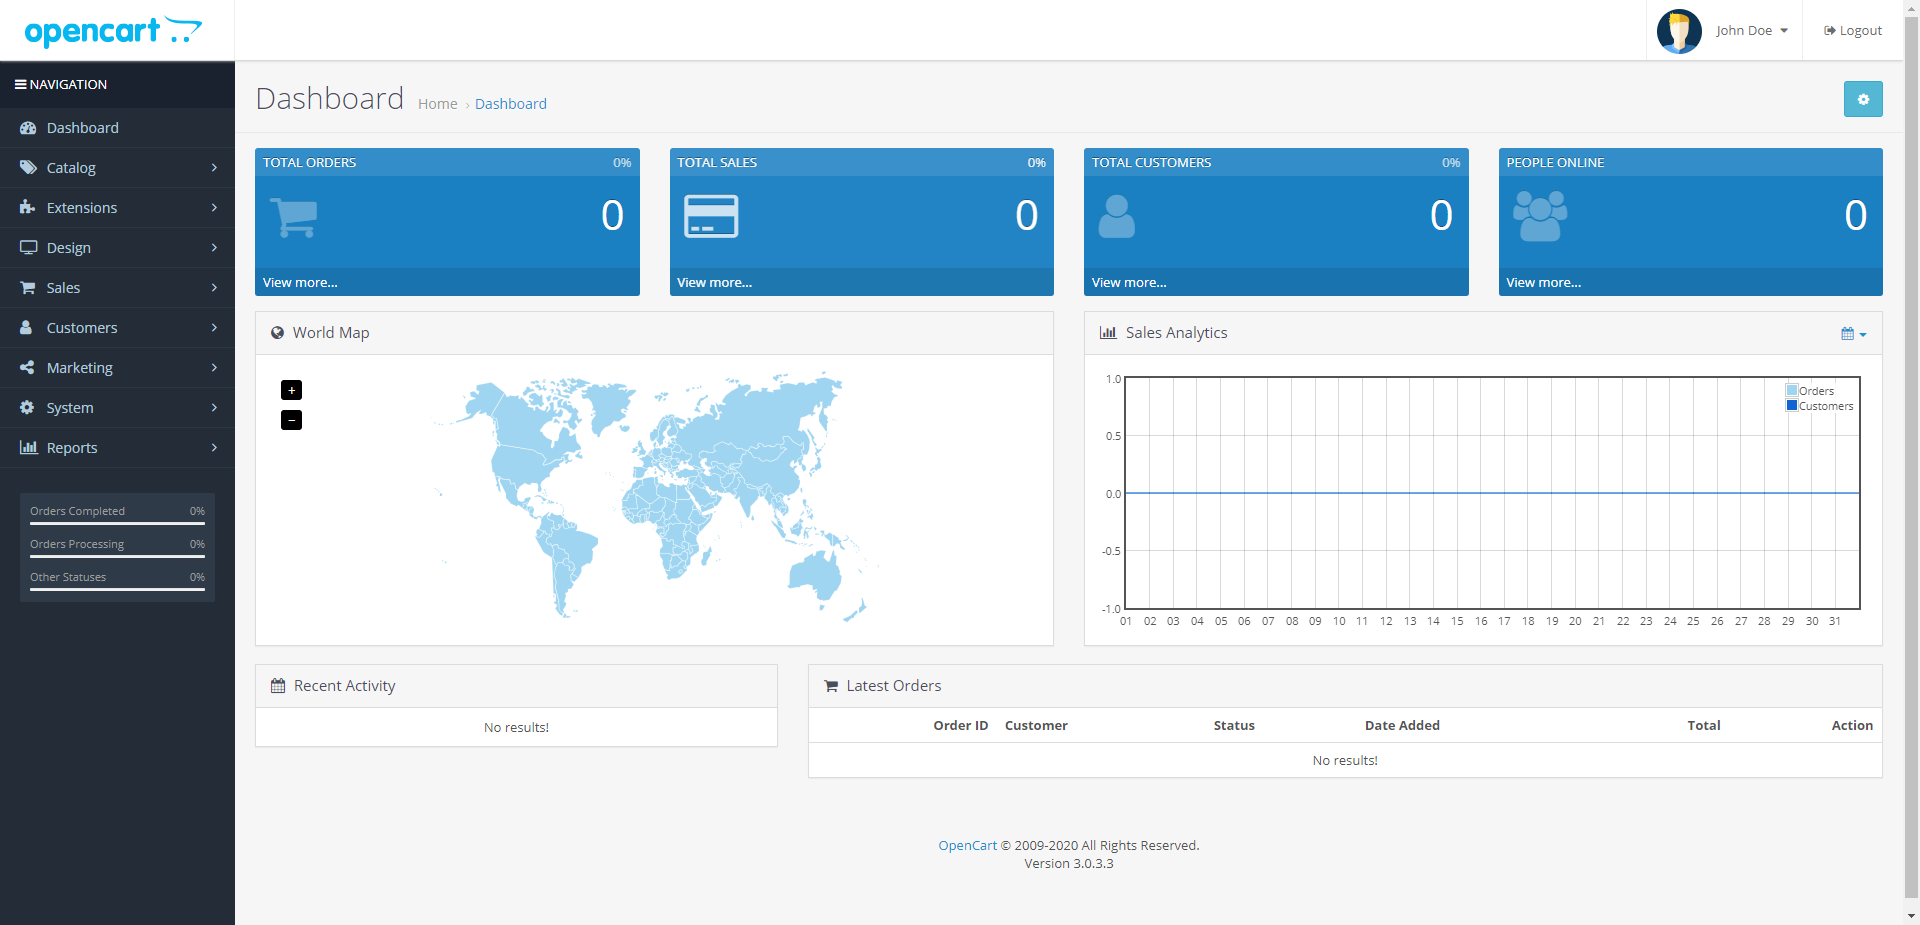 opencart
John Doe
Logout
NAVIGATION
Dashboard
Catalog
Extensions
Design
Sales
Customers
Marketing
System
Reports
Orders Completed 0%
Orders Processing 0%
Other Statuses 0%
Dashboard Home › Dashboard
TOTAL ORDERS 0%
0
View more...
TOTAL SALES 0%
0
View more...
TOTAL CUSTOMERS 0%
0
View more...
PEOPLE ONLINE
0
View more...
World Map
+
−
Sales Analytics
Orders
Customers
1.0
0.5
0.0
-0.5
-1.0
01 02 03 04 05 06 07 08 09 10 11 12 13 14 15 16 17 18 19 20 21 22 23 24 25 26 27 28 29 30 31
Recent Activity
No results!
Latest Orders
Order ID Customer Status Date Added Total Action
No results!
OpenCart © 2009-2020 All Rights Reserved.
Version 3.0.3.3